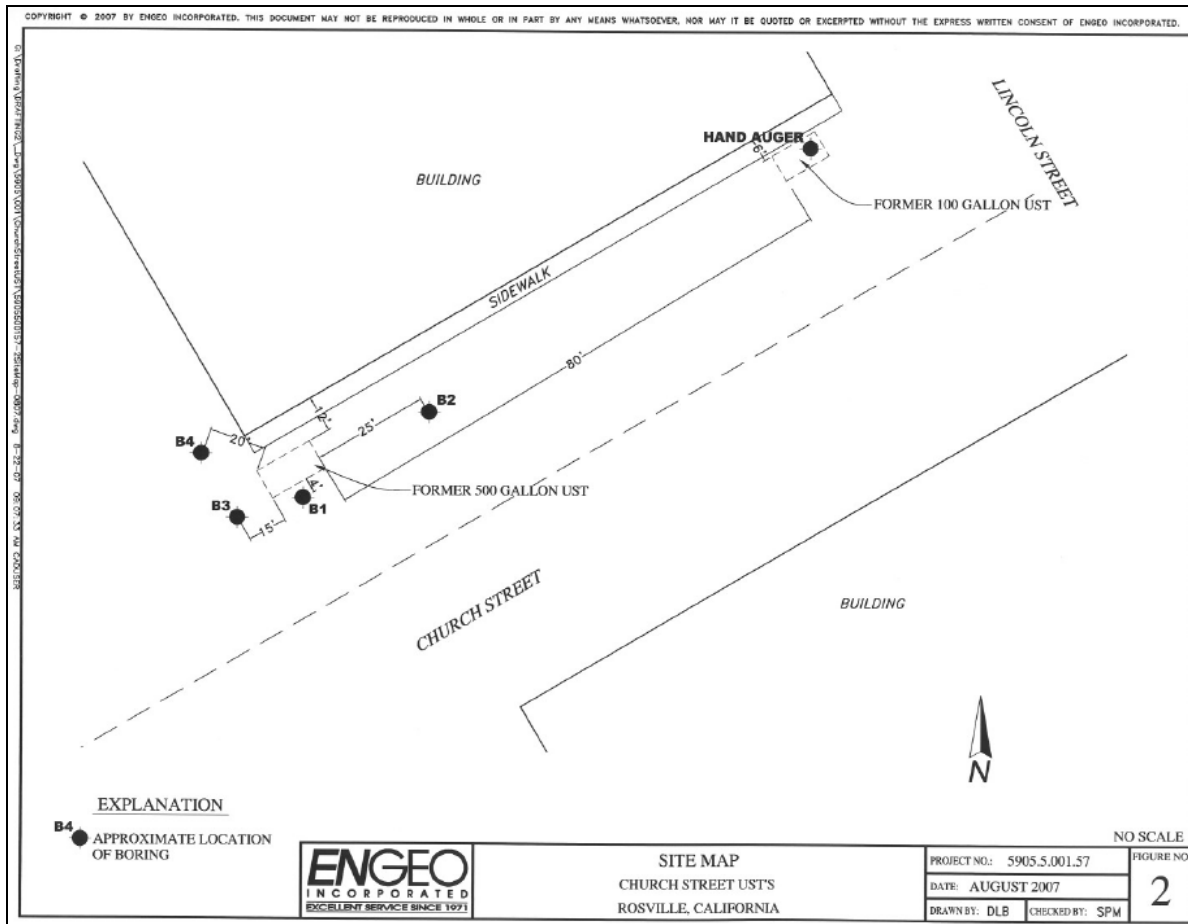 COPYRIGHT © 2007 BY ENGEO INCORPORATED. THIS DOCUMENT MAY NOT BE REPRODUCED IN WHOLE OR IN PART BY ANY MEANS WHATSOEVER, NOR MAY IT BE QUOTED OR EXCERPTED WITHOUT THE EXPRESS WRITTEN CONSENT OF ENGEO INCORPORATED.
LINCOLN STREET
HAND AUGER
6'
BUILDING
FORMER 100 GALLON UST
SIDEWALK
80'
12'
B2
25'
B4
20'
FORMER 500 GALLON UST
4'
B3
B1
15'
CHURCH STREET
BUILDING
N
EXPLANATION
B4
APPROXIMATE LOCATION
OF BORING
NO SCALE
ENGEO
INCORPORATED
EXCELLENT SERVICE SINCE 1971
SITE MAP
CHURCH STREET UST'S
ROSVILLE, CALIFORNIA
PROJECT NO.: 5905.5.001.57
DATE: AUGUST 2007
DRAWN BY: DLB CHECKED BY: SPM
FIGURE NO.
2